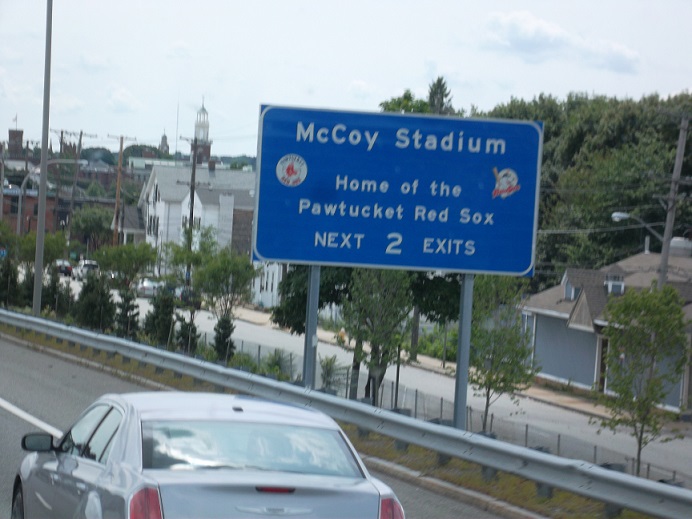 McCoy Stadium
Home of the
Pawtucket Red Sox
NEXT 2 EXITS